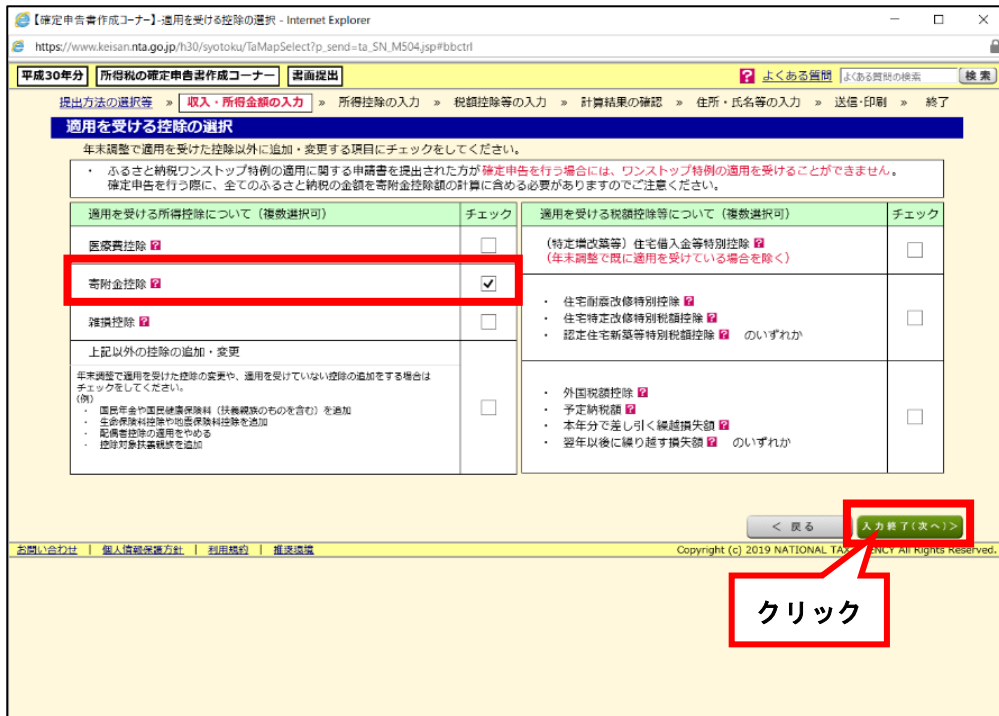 【確定申告書作成コーナー】-適用を受ける控除の選択 - Internet Explorer
https://www.keisan.nta.go.jp/h30/syotoku/TaMapSelect?p_send=ta_SN_M504.jsp#bbctrl
平成30年分 所得税の確定申告書作成コーナー 書面提出 ? よくある質問 よくある質問の検索 検索
提出方法の選択等 » 収入・所得金額の入力 » 所得控除の入力 » 税額控除等の入力 » 計算結果の確認 » 住所・氏名等の入力 » 送信・印刷 » 終了
適用を受ける控除の選択
年末調整で適用を受けた控除以外に追加・変更する項目にチェックをしてください。
・ ふるさと納税ワンストップ特例の適用に関する申請書を提出された方が確定申告を行う場合には、ワンストップ特例の適用を受けることができません。
確定申告を行う際に、全てのふるさと納税の金額を寄附金控除額の計算に含める必要がありますのでご注意ください。
適用を受ける所得控除について（複数選択可） チェック
医療費控除 ?
寄附金控除 ?
雑損控除 ?
上記以外の控除の追加・変更
年末調整で適用を受けた控除の変更や、適用を受けていない控除の追加をする場合は
チェックをしてください。
(例)
・ 国民年金や国民健康保険料（扶養親族のものを含む）を追加
・ 生命保険料控除や地震保険料控除を追加
・ 配偶者控除の適用をやめる
・ 控除対象扶養親族を追加
適用を受ける税額控除等について（複数選択可） チェック
（特定増改築等）住宅借入金等特別控除 ?
（年末調整で既に適用を受けている場合を除く）
・ 住宅耐震改修特別控除 ?
・ 住宅特定改修特別税額控除 ?
・ 認定住宅新築等特別税額控除 ? のいずれか
・ 外国税額控除 ?
・ 予定納税額 ?
・ 本年分で差し引く繰越損失額 ?
・ 翌年以後に繰り越す損失額 ? のいずれか
< 戻る 入力終了(次へ)>
お問い合わせ | 個人情報保護方針 | 利用規約 | 推奨環境
Copyright (c) 2019 NATIONAL TAX ENCY All Rights Reserved.
クリック